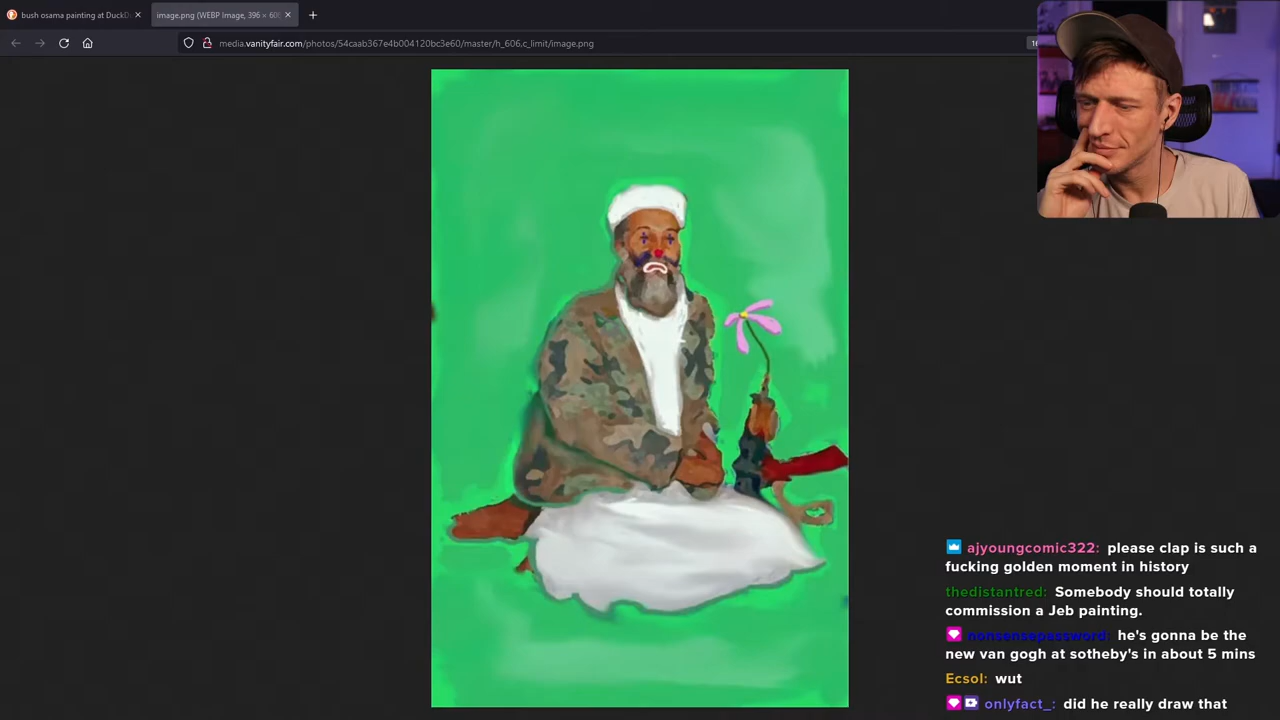 bush osama painting at DuckD
image.png (WEBP Image, 396 × 60
media.vanityfair.com/photos/54caab367e4b004120bc3e60/master/h_606,c_limit/image.png
ajyoungcomic322: please clap is such a
fucking golden moment in history
thedistantred: Somebody should totally
commission a Jeb painting.
nonsensepassword: he's gonna be the
new van gogh at sotheby's in about 5 mins
Ecsol: wut
onlyfact_: did he really draw that